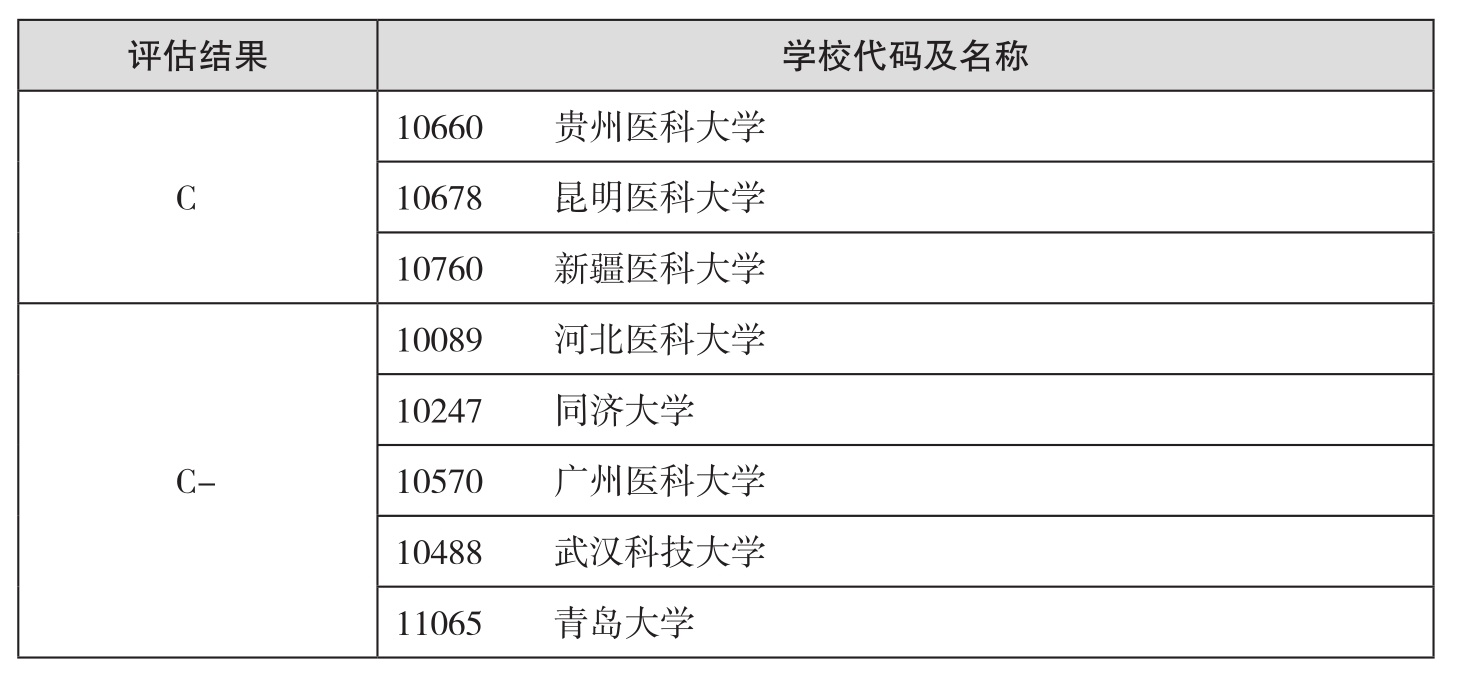 评估结果 学校代码及名称
C
10660 贵州医科大学
10678 昆明医科大学
10760 新疆医科大学
C-
10089 河北医科大学
10247 同济大学
10570 广州医科大学
10488 武汉科技大学
11065 青岛大学